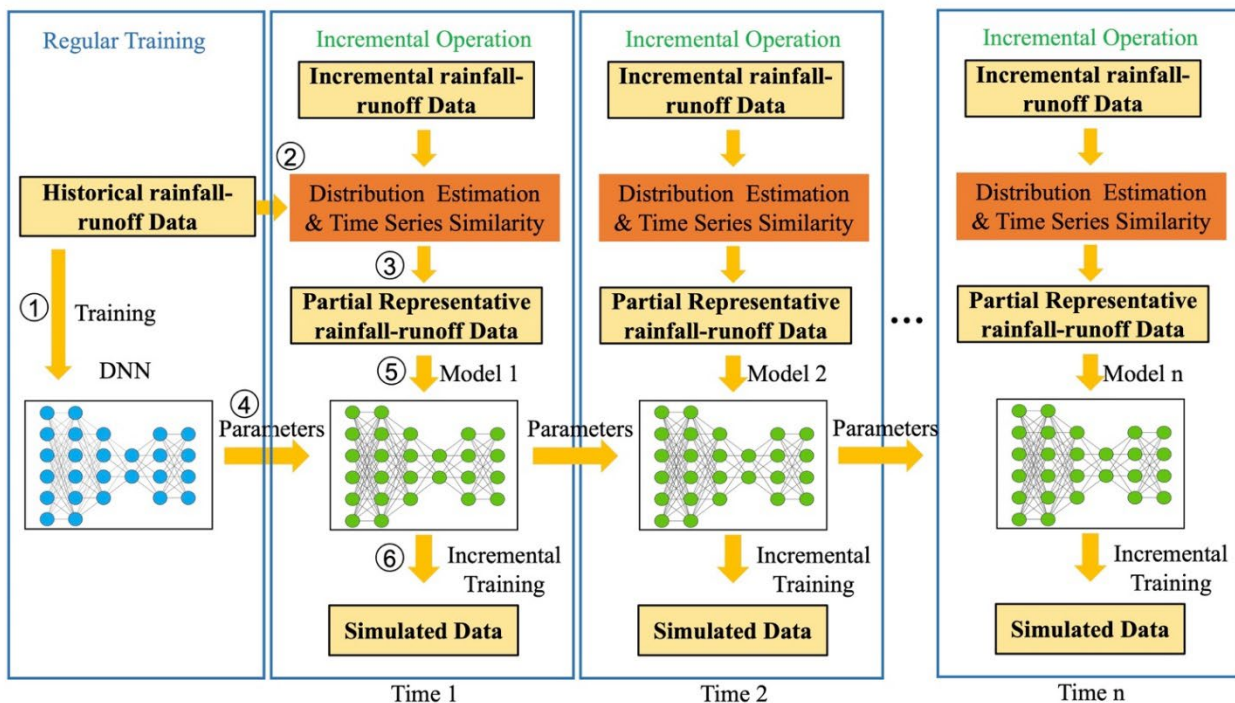 Regular Training
Historical rainfall-
runoff Data
①
Training
DNN
④
Parameters
Incremental Operation
Incremental rainfall-
runoff Data
②
Distribution Estimation
& Time Series Similarity
③
Partial Representative
rainfall-runoff Data
⑤
Model 1
⑥
Incremental
Training
Simulated Data
Time 1
Parameters
Incremental Operation
Incremental rainfall-
runoff Data
Distribution Estimation
& Time Series Similarity
Partial Representative
rainfall-runoff Data
Model 2
Incremental
Training
Simulated Data
Time 2
Parameters
...
Incremental Operation
Incremental rainfall-
runoff Data
Distribution Estimation
& Time Series Similarity
Partial Representative
rainfall-runoff Data
Model n
Incremental
Training
Simulated Data
Time n